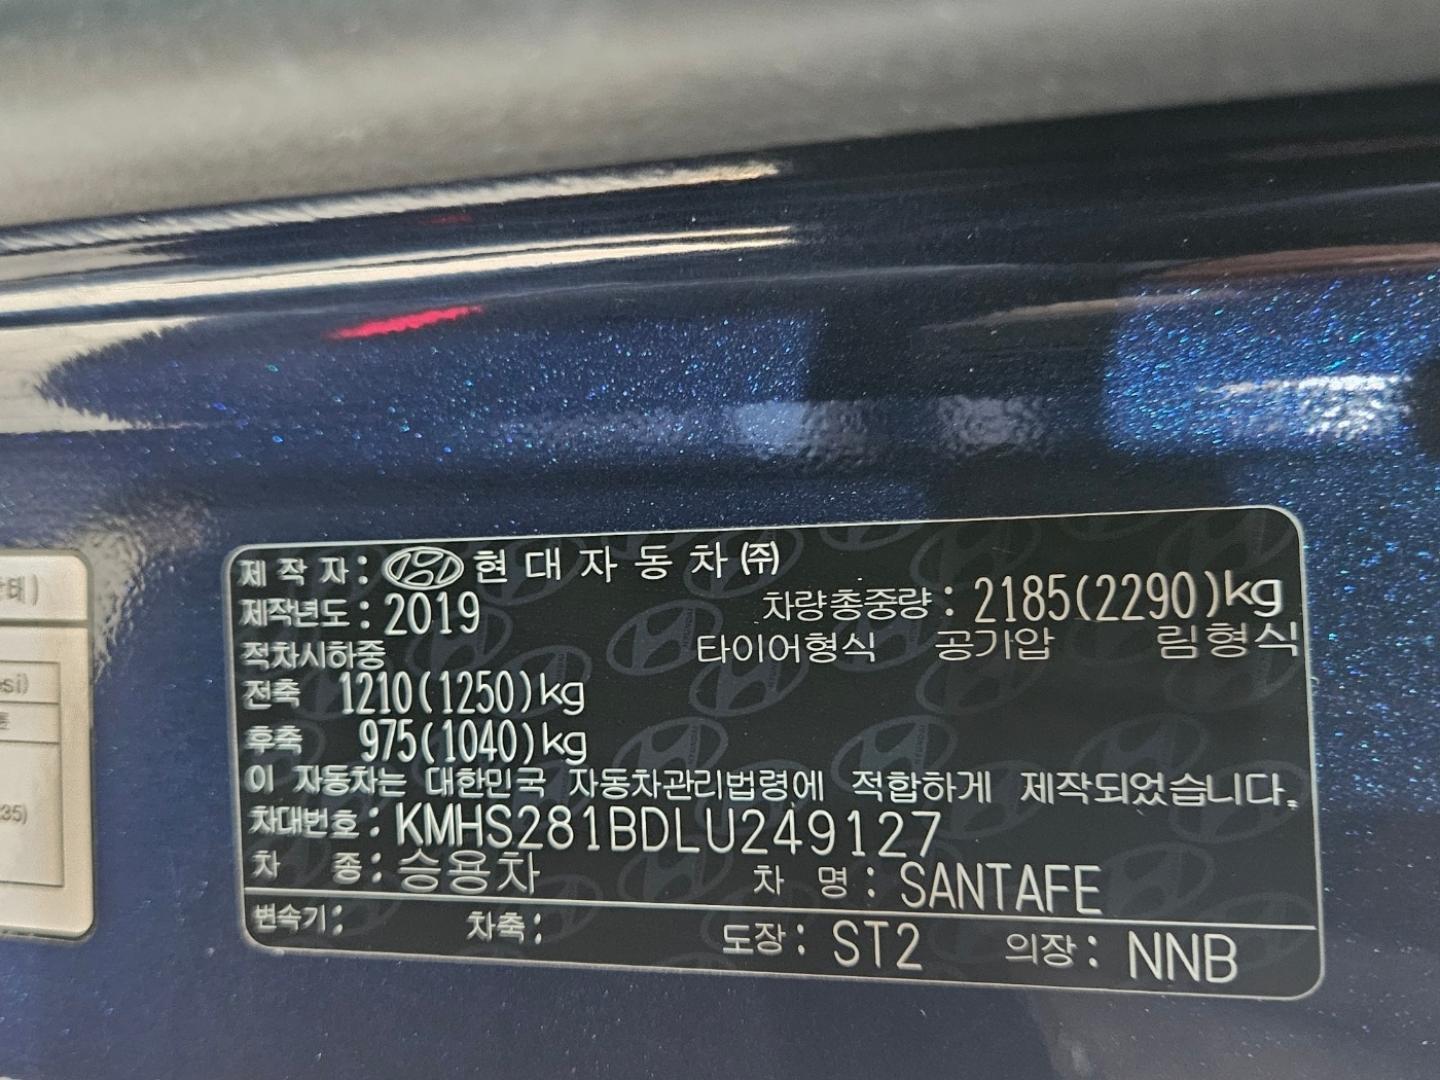 제 작 자 : 현 대 자 동 차 ㈜
제작년도 : 2019 차량총중량 : 2185(2290)kg
적차시하중 타이어형식 공기압 림형식
전축 1210(1250)kg
후축 975(1040)kg
이 자동차는 대한민국 자동차관리법령에 적합하게 제작되었습니다.
차대번호 : KMHS281BDLU249127
차 종 : 승용차 차 명 : SANTAFE
변속기 : 차축 : 도장 : ST2 의장 : NNB
si)
35)